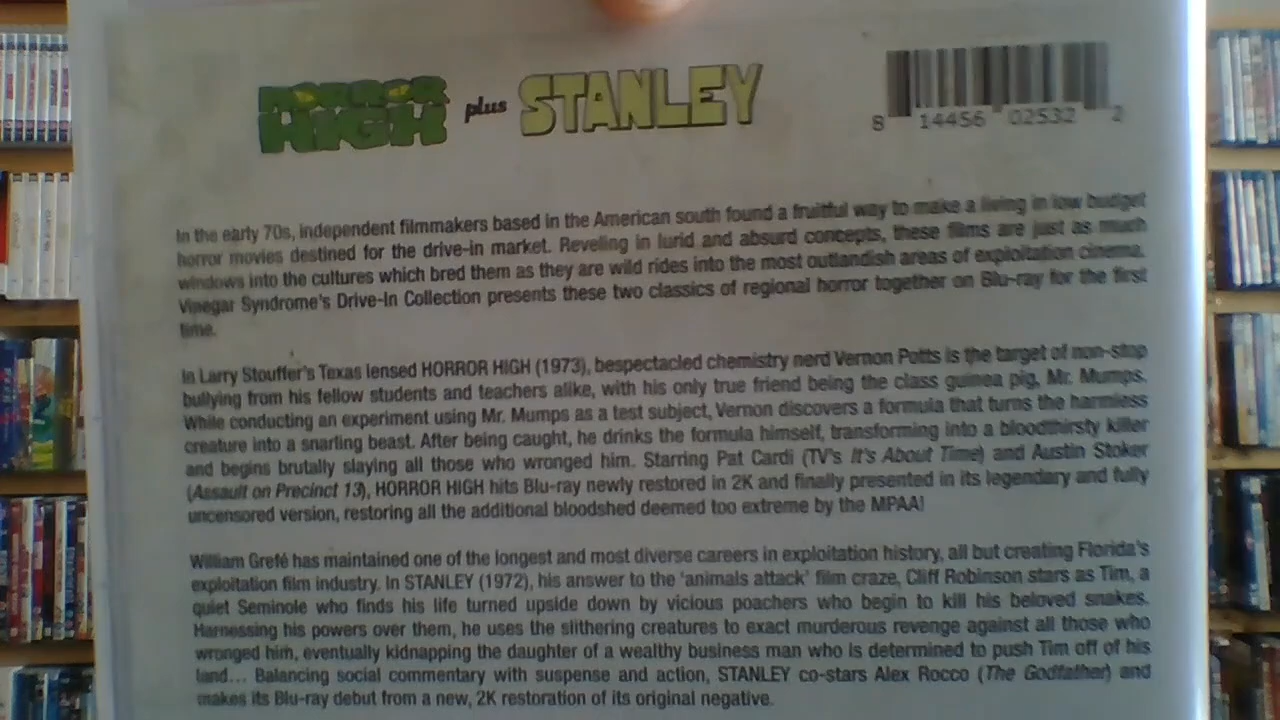 HORROR HIGH plus STANLEY
8 14456 02532 2
In the early 70s, independent filmmakers based in the American south found a fruitful way to make a living in low budget
horror movies destined for the drive-in market. Reveling in lurid and absurd concepts, these films are just as much
windows into the cultures which bred them as they are wild rides into the most outlandish areas of exploitation cinema.
Vinegar Syndrome's Drive-In Collection presents these two classics of regional horror together on Blu-ray for the first
time.
In Larry Stouffer's Texas lensed HORROR HIGH (1973), bespectacled chemistry nerd Vernon Potts is the target of non-stop
bullying from his fellow students and teachers alike, with his only true friend being the class guinea pig, Mr. Mumps.
While conducting an experiment using Mr. Mumps as a test subject, Vernon discovers a formula that turns the harmless
creature into a snarling beast. After being caught, he drinks the formula himself, transforming into a bloodthirsty killer
and begins brutally slaying all those who wronged him. Starring Pat Cardi (TV's It's About Time) and Austin Stoker
(Assault on Precinct 13), HORROR HIGH hits Blu-ray newly restored in 2K and finally presented in its legendary and fully
uncensored version, restoring all the additional bloodshed deemed too extreme by the MPAA!
William Grefé has maintained one of the longest and most diverse careers in exploitation history, all but creating Florida's
exploitation film industry. In STANLEY (1972), his answer to the 'animals attack' film craze, Cliff Robinson stars as Tim, a
quiet Seminole who finds his life turned upside down by vicious poachers who begin to kill his beloved snakes.
Harnessing his powers over them, he uses the slithering creatures to exact murderous revenge against all those who
wronged him, eventually kidnapping the daughter of a wealthy business man who is determined to push Tim off of his
land... Balancing social commentary with suspense and action, STANLEY co-stars Alex Rocco (The Godfather) and
makes its Blu-ray debut from a new, 2K restoration of its original negative.